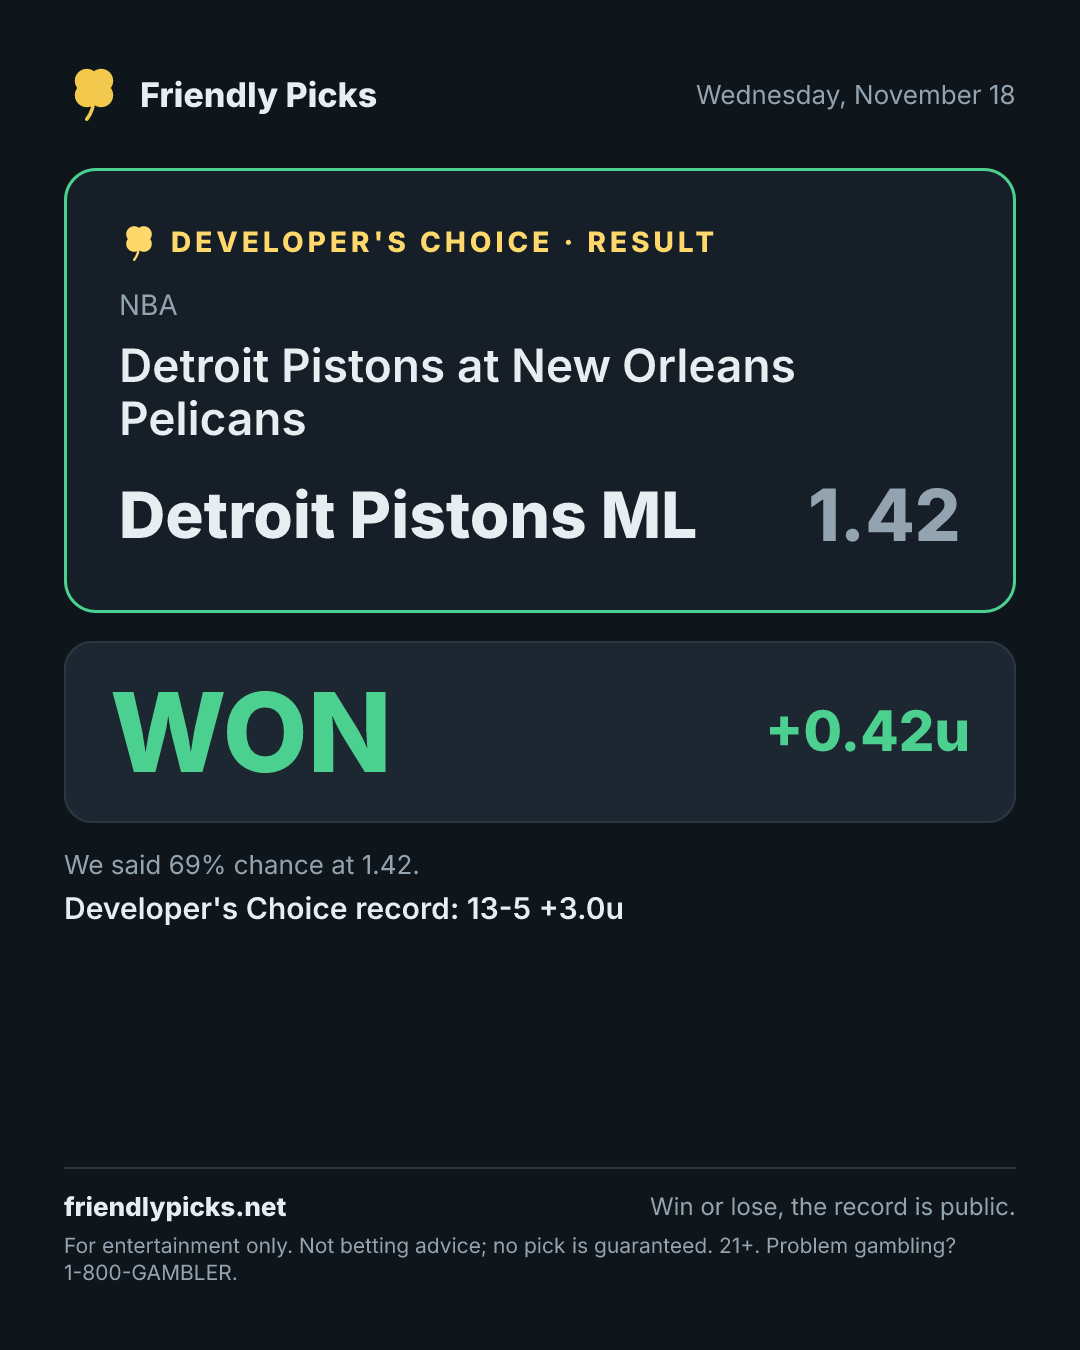 Friendly Picks
Wednesday, November 18
DEVELOPER'S CHOICE · RESULT
NBA
Detroit Pistons at New Orleans
Pelicans
Detroit Pistons ML
1.42
WON
+0.42u
We said 69% chance at 1.42.
Developer's Choice record: 13-5 +3.0u
friendlypicks.net
Win or lose, the record is public.
For entertainment only. Not betting advice; no pick is guaranteed. 21+. Problem gambling?
1-800-GAMBLER.